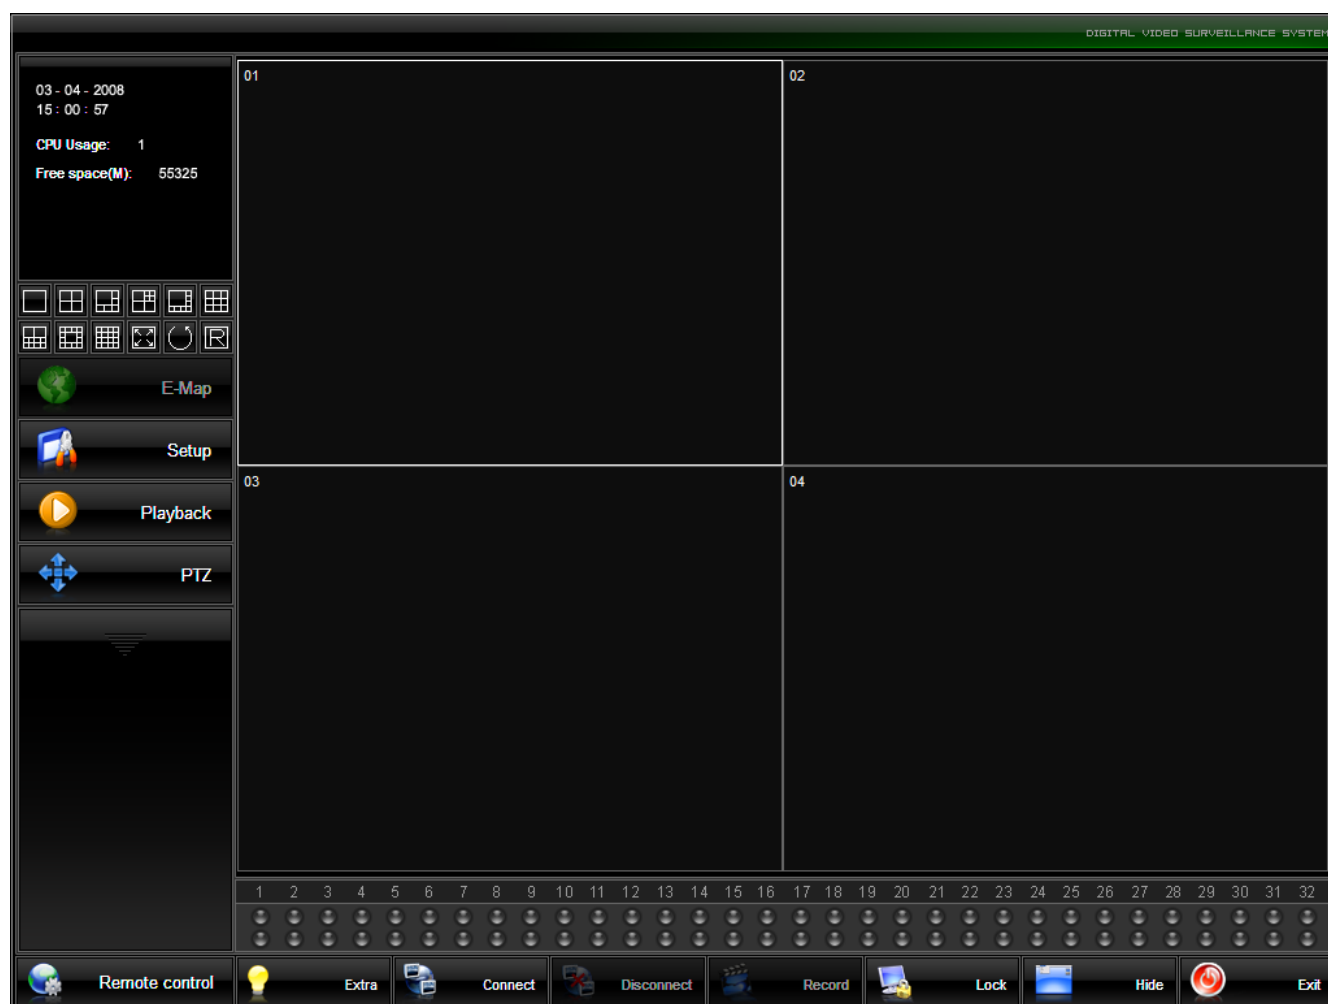 DIGITAL VIDEO SURVEILLANCE SYSTEM
03 - 04 - 2008
15 : 00 : 57
CPU Usage: 1
Free space(M): 55325
01
02
03
04
R
E-Map
Setup
Playback
PTZ
1 2 3 4 5 6 7 8 9 10 11 12 13 14 15 16 17 18 19 20 21 22 23 24 25 26 27 28 29 30 31 32
Remote control
Extra
Connect
Disconnect
Record
Lock
Hide
Exit